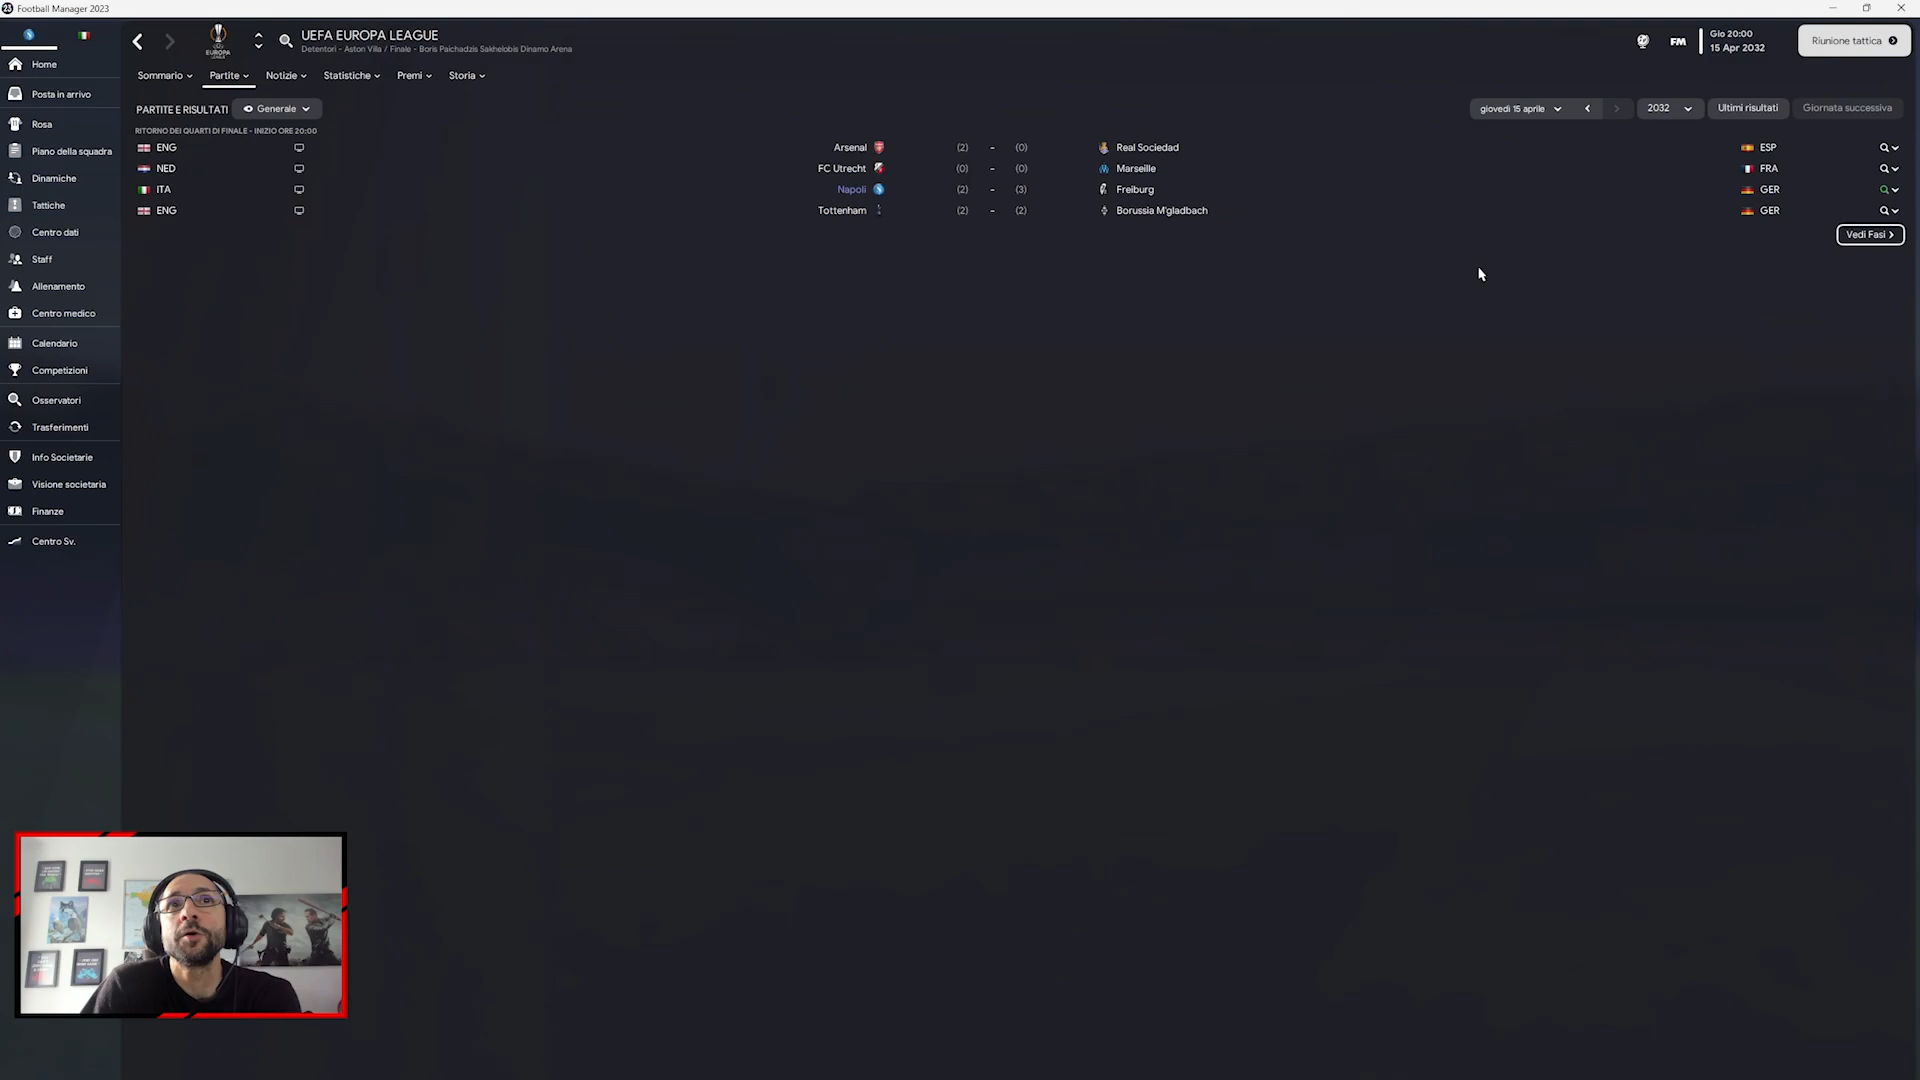 Football Manager 2023
UEFA EUROPA LEAGUE
Detentori - Aston Villa / Finale - Boris Paichadzis Sakhelobis Dinamo Arena
EUROPA
LEAGUE
FM
Gio 20:00
15 Apr 2032
Riunione tattica
Sommario
Partite
Notizie
Statistiche
Premi
Storia
Home
Posta in arrivo
Rosa
Piano della squadra
Dinamiche
Tattiche
Centro dati
Staff
Allenamento
Centro medico
Calendario
Competizioni
Osservatori
Trasferimenti
Info Societarie
Visione societaria
Finanze
Centro Sv.
PARTITE E RISULTATI
Generale
giovedì 15 aprile
2032
Ultimi risultati
Giornata successiva
RITORNO DEI QUARTI DI FINALE - INIZIO ORE 20:00
ENG Arsenal (2) - (0) Real Sociedad ESP
NED FC Utrecht (0) - (0) Marseille FRA
ITA Napoli (2) - (3) Freiburg GER
ENG Tottenham (2) - (2) Borussia M'gladbach GER
Vedi Fasi